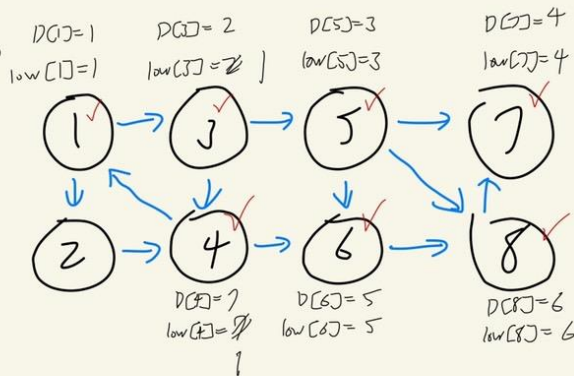 D[1]=1
low[1]=1
D[3]=2
low[3]=2 1
D[5]=3
low[5]=3
D[7]=4
low[7]=4
1
3
5
7
2
4
6
8
D[4]=7
low[4]=7
1
D[6]=5
low[6]=5
D[8]=6
low[8]=6